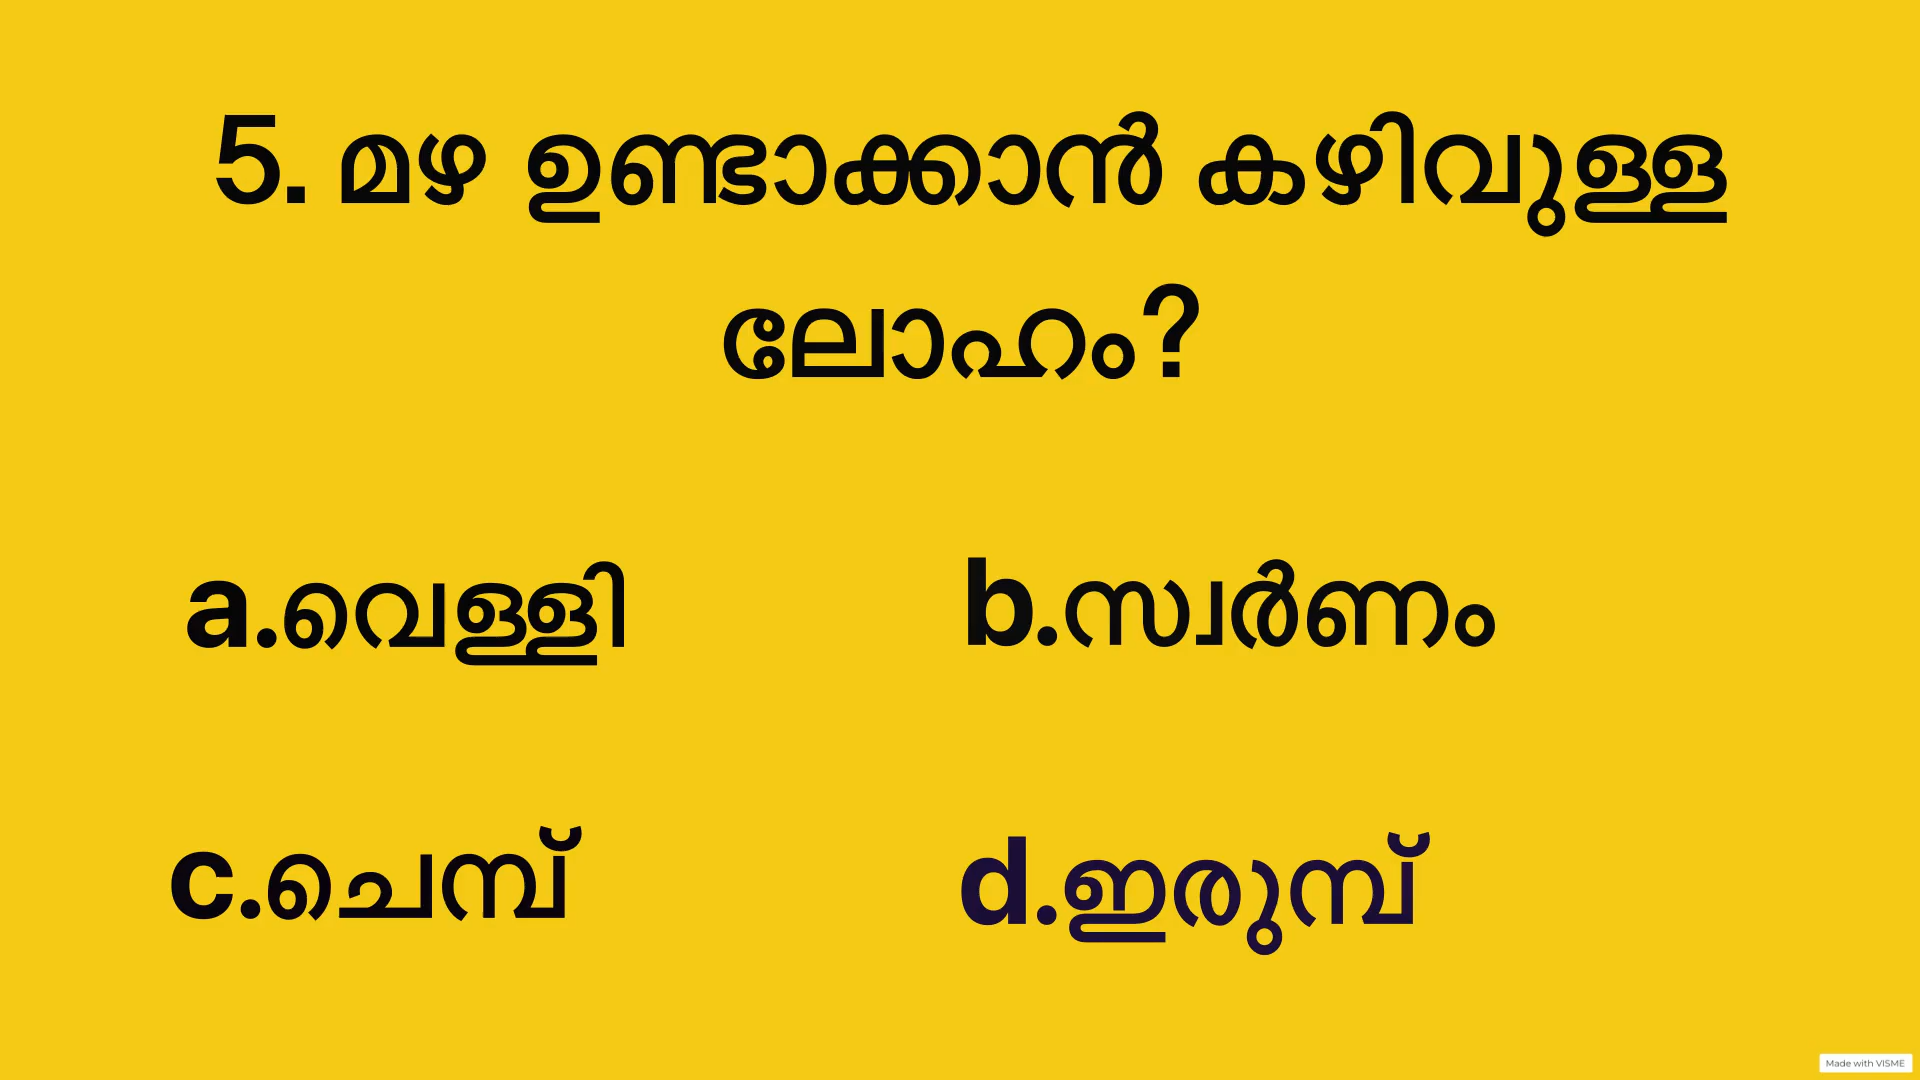 5. മഴ ഉണ്ടാക്കാൻ കഴിവുള്ള
ലോഹം?
a.വെള്ളി
b.സ്വർണം
c.ചെമ്പ്
d.ഇരുമ്പ്
Made with VISME